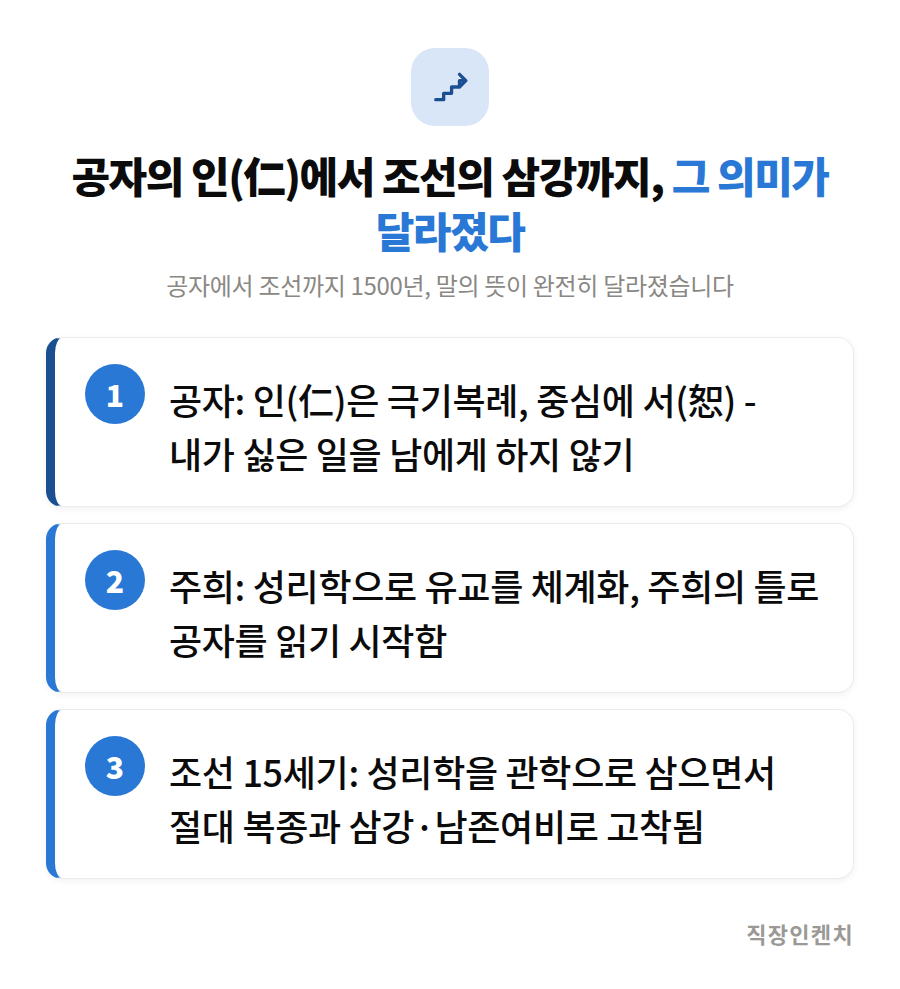 공자의 인(仁)에서 조선의 삼강까지, 그 의미가
달라졌다
공자에서 조선까지 1500년, 말의 뜻이 완전히 달라졌습니다
1
공자: 인(仁)은 극기복례, 중심에 서(恕) -
내가 싫은 일을 남에게 하지 않기
2
주희: 성리학으로 유교를 체계화, 주희의 틀로
공자를 읽기 시작함
3
조선 15세기: 성리학을 관학으로 삼으면서
절대 복종과 삼강·남존여비로 고착됨
직장인켄치